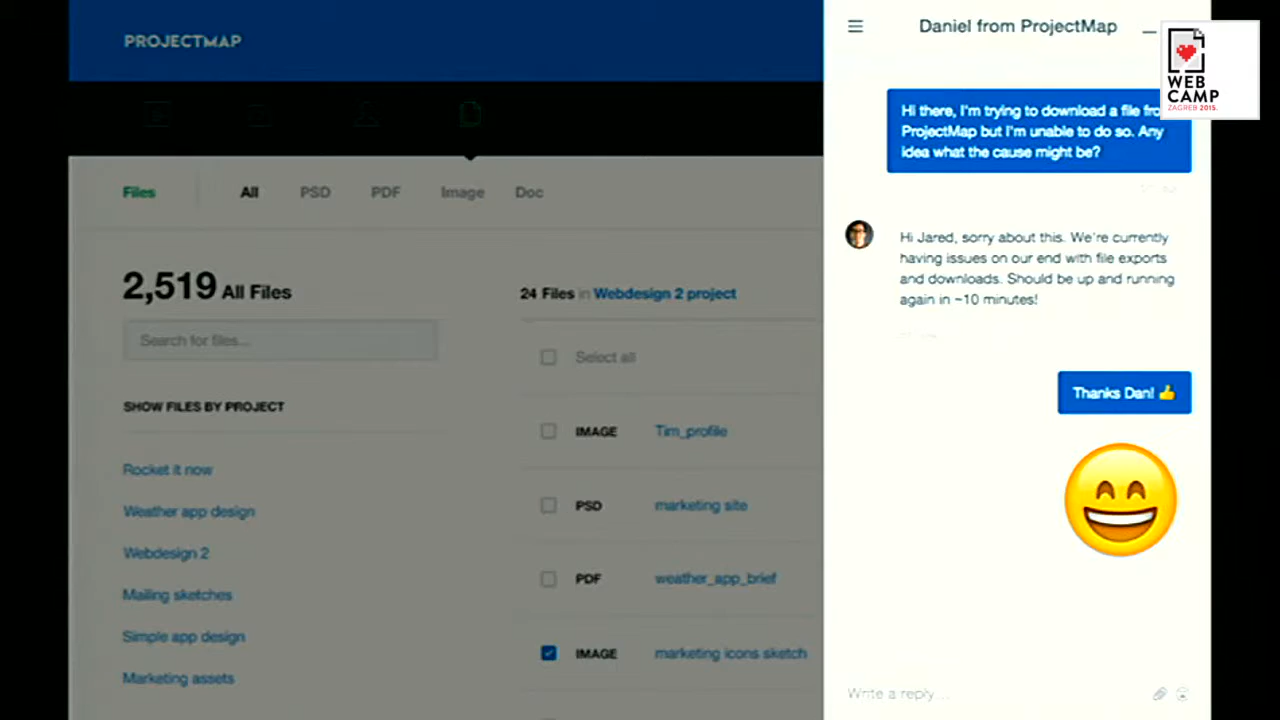 PROJECTMAP
Files
All
PSD
PDF
Image
Doc
2,519 All Files
Search for files...
SHOW FILES BY PROJECT
Rocket it now
Weather app design
Webdesign 2
Mailing sketches
Simple app design
Marketing assets
24 Files in Webdesign 2 project
Select all
IMAGE Tim_profile
PSD marketing site
PDF weather_app_brief
IMAGE marketing icons sketch
Daniel from ProjectMap
Hi there, I'm trying to download a file
ProjectMap but I'm unable to do so. Any
idea what the cause might be?
Hi Jared, sorry about this. We're currently
having issues on our end with file exports
and downloads. Should be up and running
again in ~10 minutes!
Thanks Dan! 👍
Write a reply...
WEB
CAMP
ZAGREB 2015.